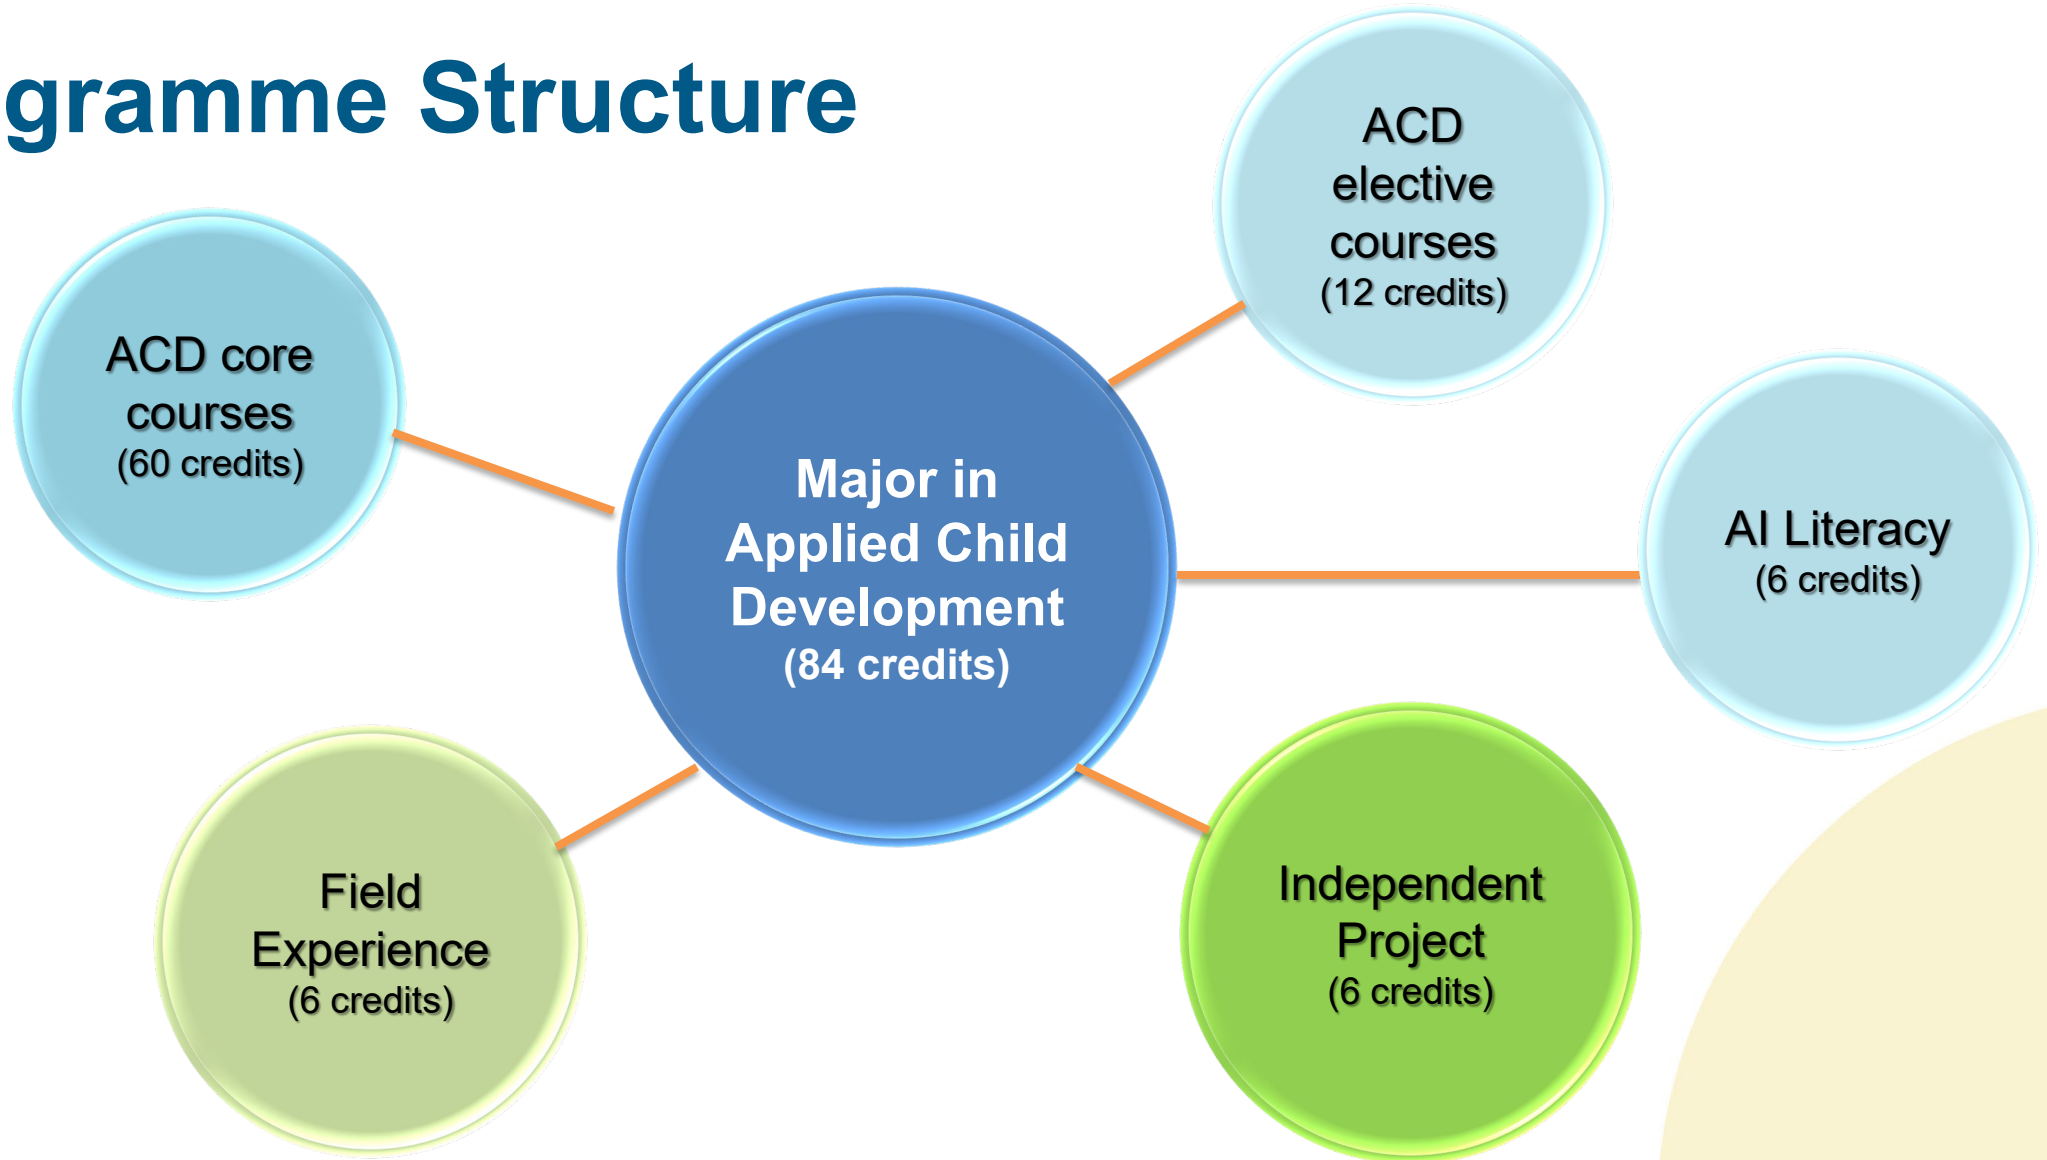 gramme Structure
ACD core
courses
(60 credits)
ACD
elective
courses
(12 credits)
Major in
Applied Child
Development
(84 credits)
AI Literacy
(6 credits)
Field
Experience
(6 credits)
Independent
Project
(6 credits)